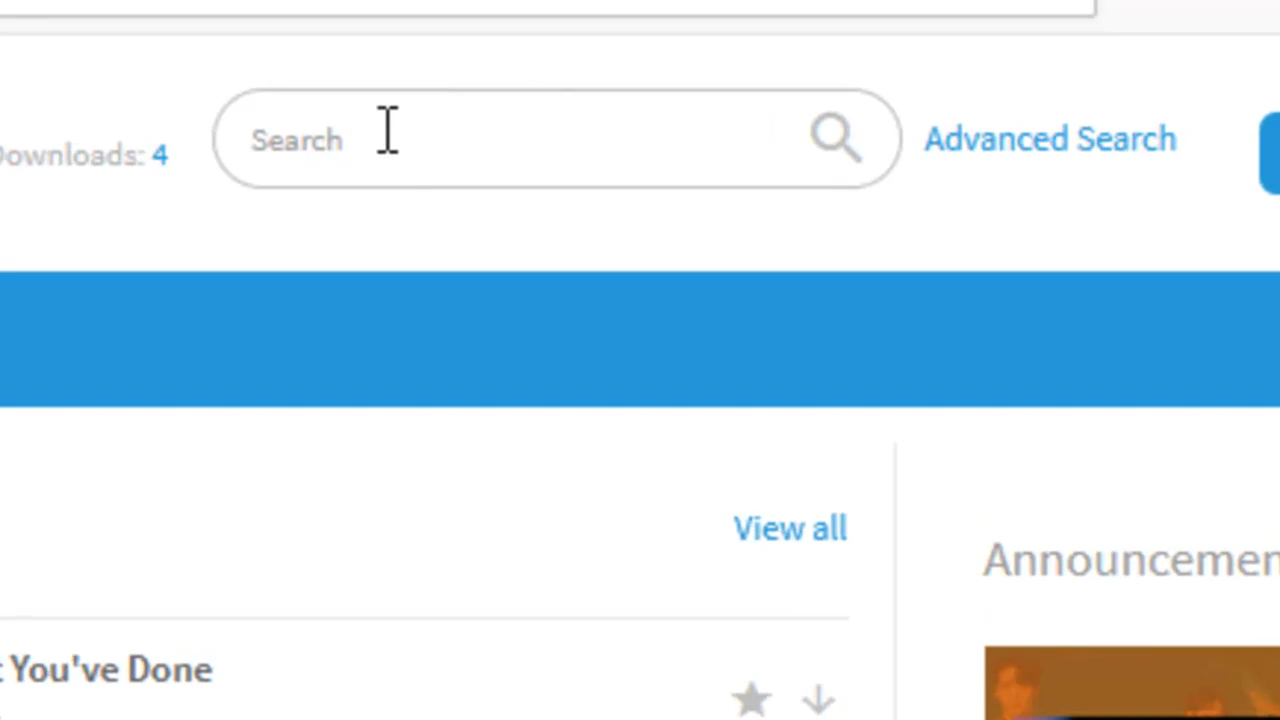 Downloads: 4
Search
Advanced Search
View all
Announcemen
t You've Done